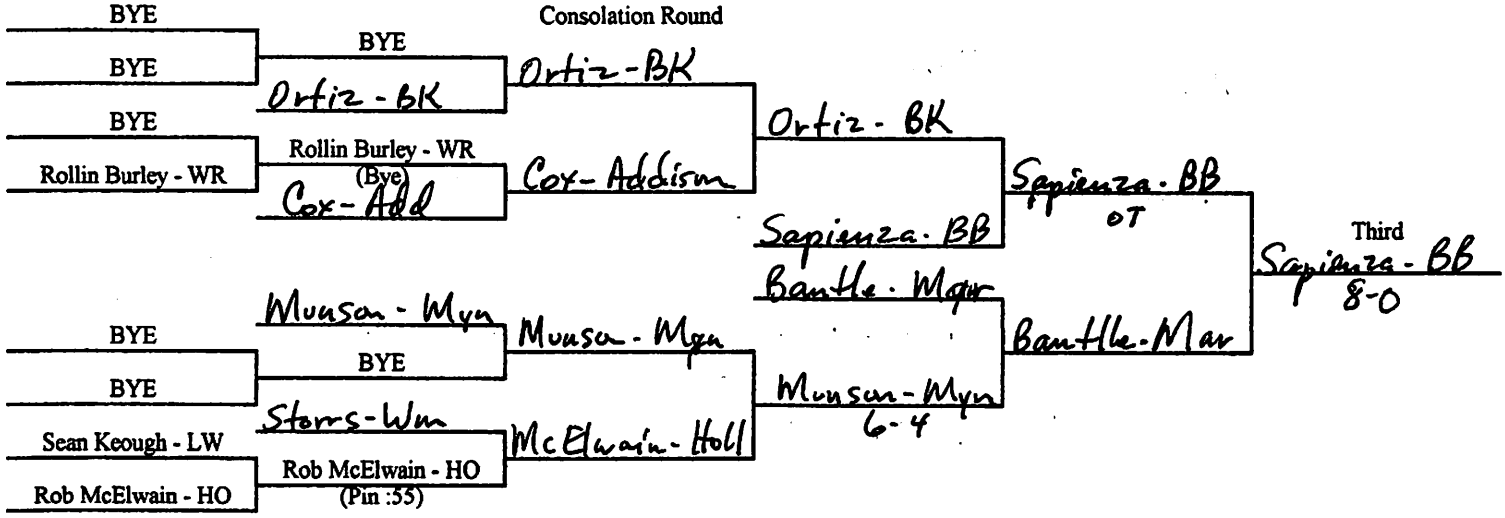 Consolation Round
BYE
BYE
BYE
Ortiz-BK
Ortiz-BK
BYE
Rollin Burley - WR
Rollin Burley - WR
(Bye)
Cox-Add
Cox-Addison
Ortiz-BK
Sapienza-BB
Sapienza-BB
OT
Third
Sapienza-BB
8-0
Bantle-Mar
Munson-Myn
BYE
BYE
BYE
Munson-Myn
Bantlle-Mar
Munson-Myn
6-4
Storrs-Wm
Sean Keough - LW
Rob McElwain - HO
Rob McElwain - HO
(Pin :55)
McElwain-Holl